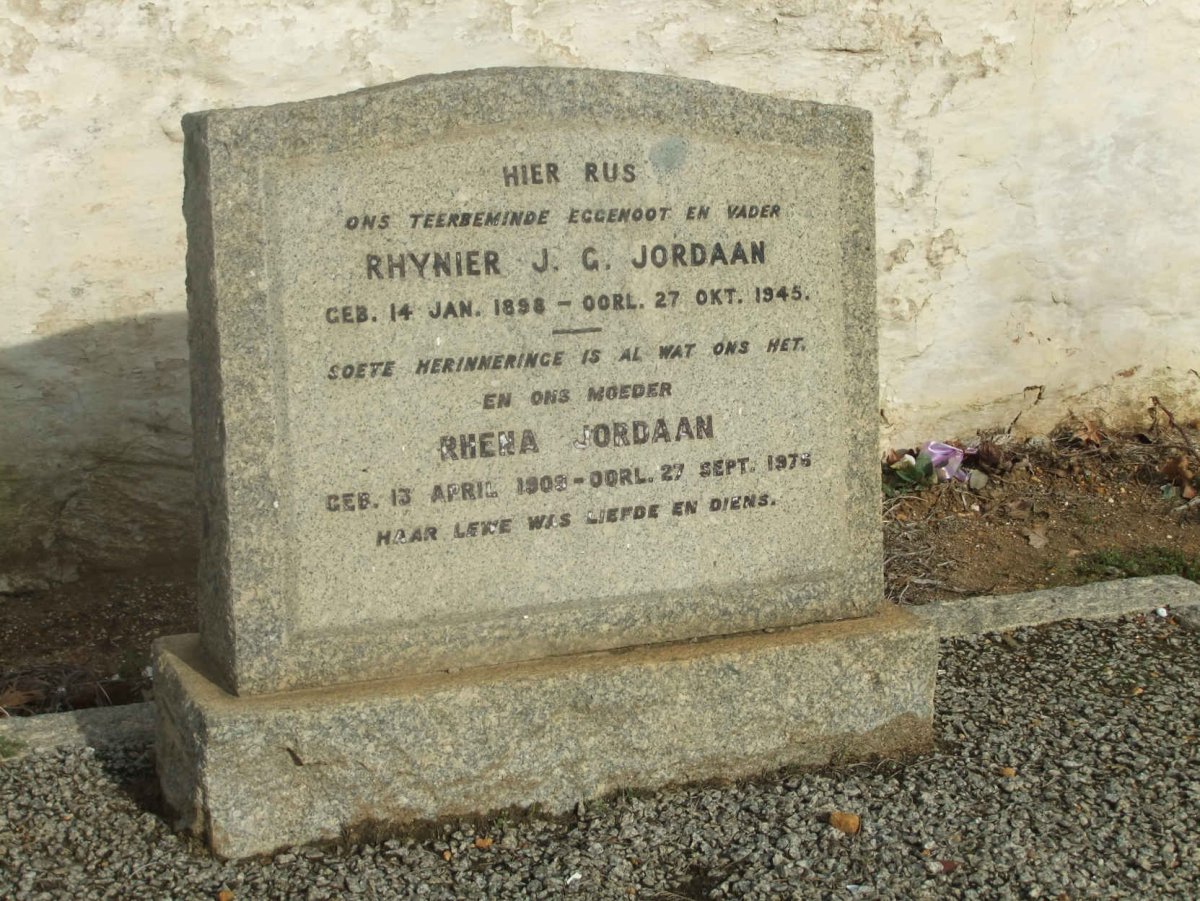 HIER RUS
ONS TEERBEMINDE EGGENOOT EN VADER
RHYNIER J. G. JORDAAN
GEB. 14 JAN. 1898 – OORL. 27 OKT. 1945.
SOETE HERINNERINGE IS AL WAT ONS HET.
EN ONS MOEDER
RHENA JORDAAN
GEB. 13 APRIL – OORL. 27 SEPT.
HAAR LEWE WAS LIEFDE EN DIENS.